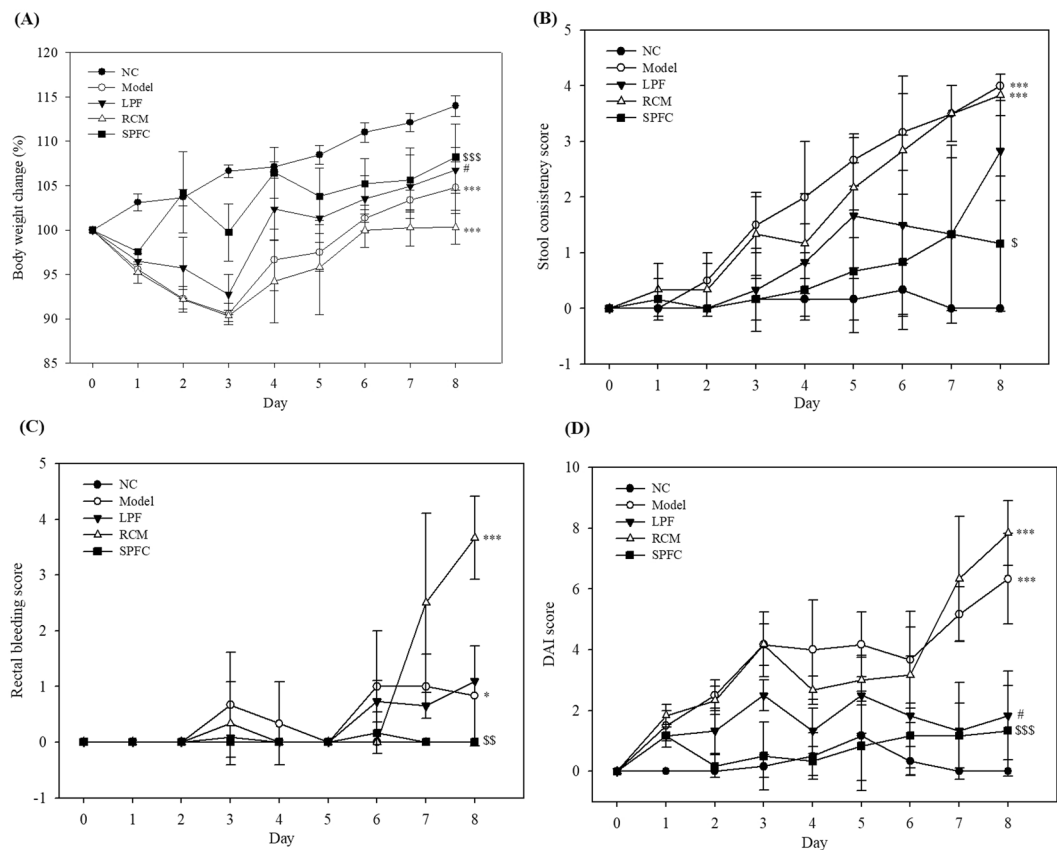 (A)
Body weight change (%)
120
115
110
105
100
95
90
85
NC
Model
LPF
RCM
SPFC
$$$
#
***
***
0 1 2 3 4 5 6 7 8
Day
(B)
Stool consistency score
5
4
3
2
1
0
-1
NC
Model
LPF
RCM
SPFC
***
***
$
0 1 2 3 4 5 6 7 8
Day
(C)
Rectal bleeding score
5
4
3
2
1
0
-1
NC
Model
LPF
RCM
SPFC
***
*
$$
0 1 2 3 4 5 6 7 8
Day
(D)
DAI score
10
8
6
4
2
0
NC
Model
LPF
RCM
SPFC
***
***
#
$$$
0 1 2 3 4 5 6 7 8
Day